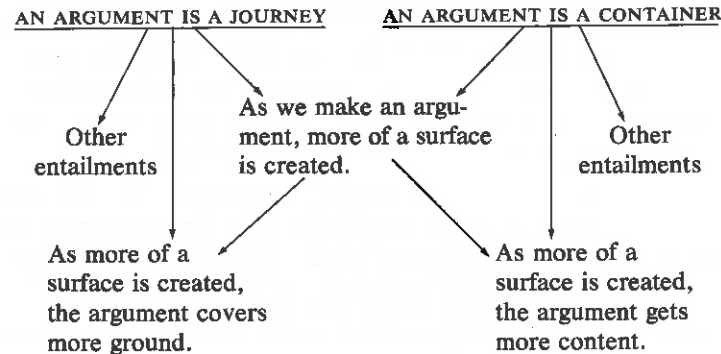 AN ARGUMENT IS A JOURNEY
AN ARGUMENT IS A CONTAINER
As we make an argu-
ment, more of a surface
is created.
Other
entailments
Other
entailments
As more of a
surface is created,
the argument covers
more ground.
As more of a
surface is created,
the argument gets
more content.